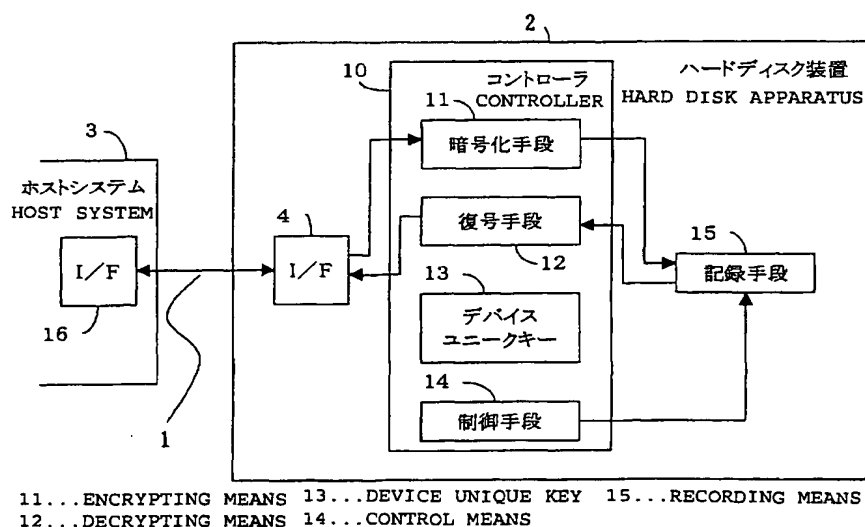 2
10
コントローラ
CONTROLLER
ハードディスク装置
HARD DISK APPARATUS
3
ホストシステム
HOST SYSTEM
I/F
16
1
4
I/F
11
暗号化手段
復号手段
12
13
デバイス
ユニークキー
14
制御手段
15
記録手段
11...ENCRYPTING MEANS 13...DEVICE UNIQUE KEY 15...RECORDING MEANS
12...DECRYPTING MEANS 14...CONTROL MEANS